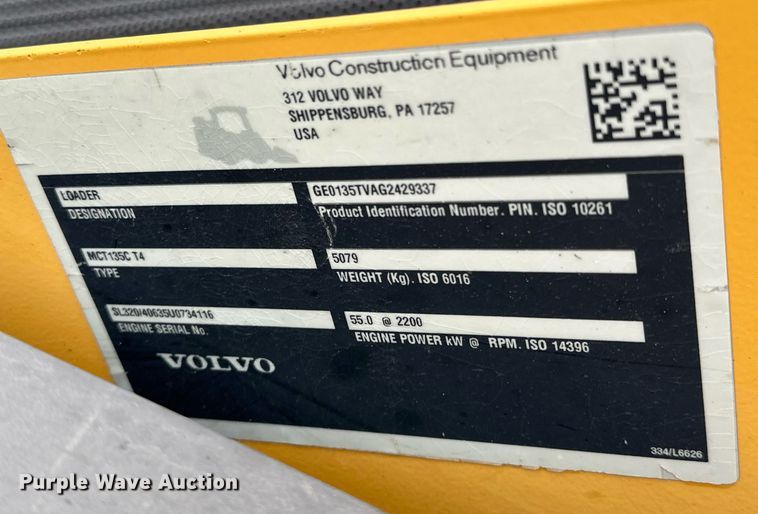 Volvo Construction Equipment
312 VOLVO WAY
SHIPPENSBURG, PA 17257
USA
LOADER
DESIGNATION
GE0135TVAG2429337
Product Identification Number. PIN. ISO 10261
MCT135C T4
TYPE
5079
WEIGHT (Kg). ISO 6016
SL320/40635U0734116
ENGINE SERIAL No.
55.0 @ 2200
ENGINE POWER kW @ RPM. ISO 14396
VOLVO
334/L6626
Purple Wave Auction